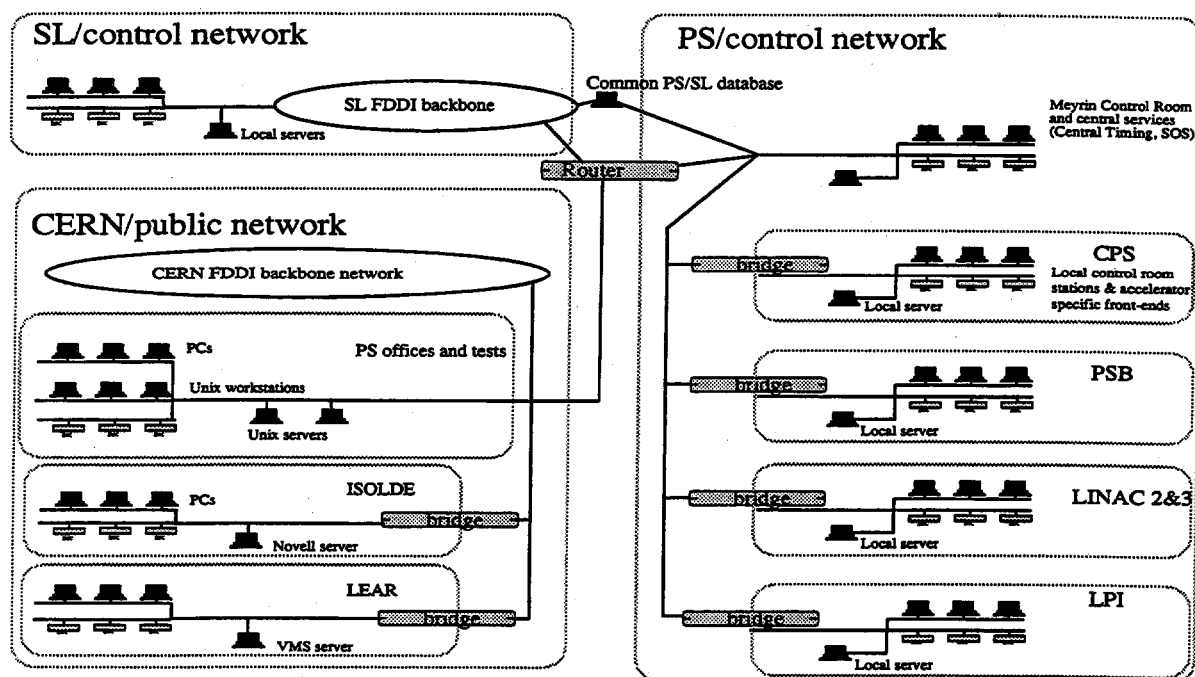 SL/control network
SL FDDI backbone
Local servers
Common PS/SL database
Router
PS/control network
Meyrin Control Room
and central services
(Central Timing, SOS)
CERN/public network
CERN FDDI backbone network
PCs
PS offices and tests
Unix workstations
Unix servers
PCs
ISOLDE
bridge
Novell server
LEAR
bridge
VMS server
bridge
CPS
Local control room
stations & accelerator
specific front-ends
Local server
bridge
PSB
Local server
bridge
LINAC 2&3
Local server
bridge
LPI
Local server